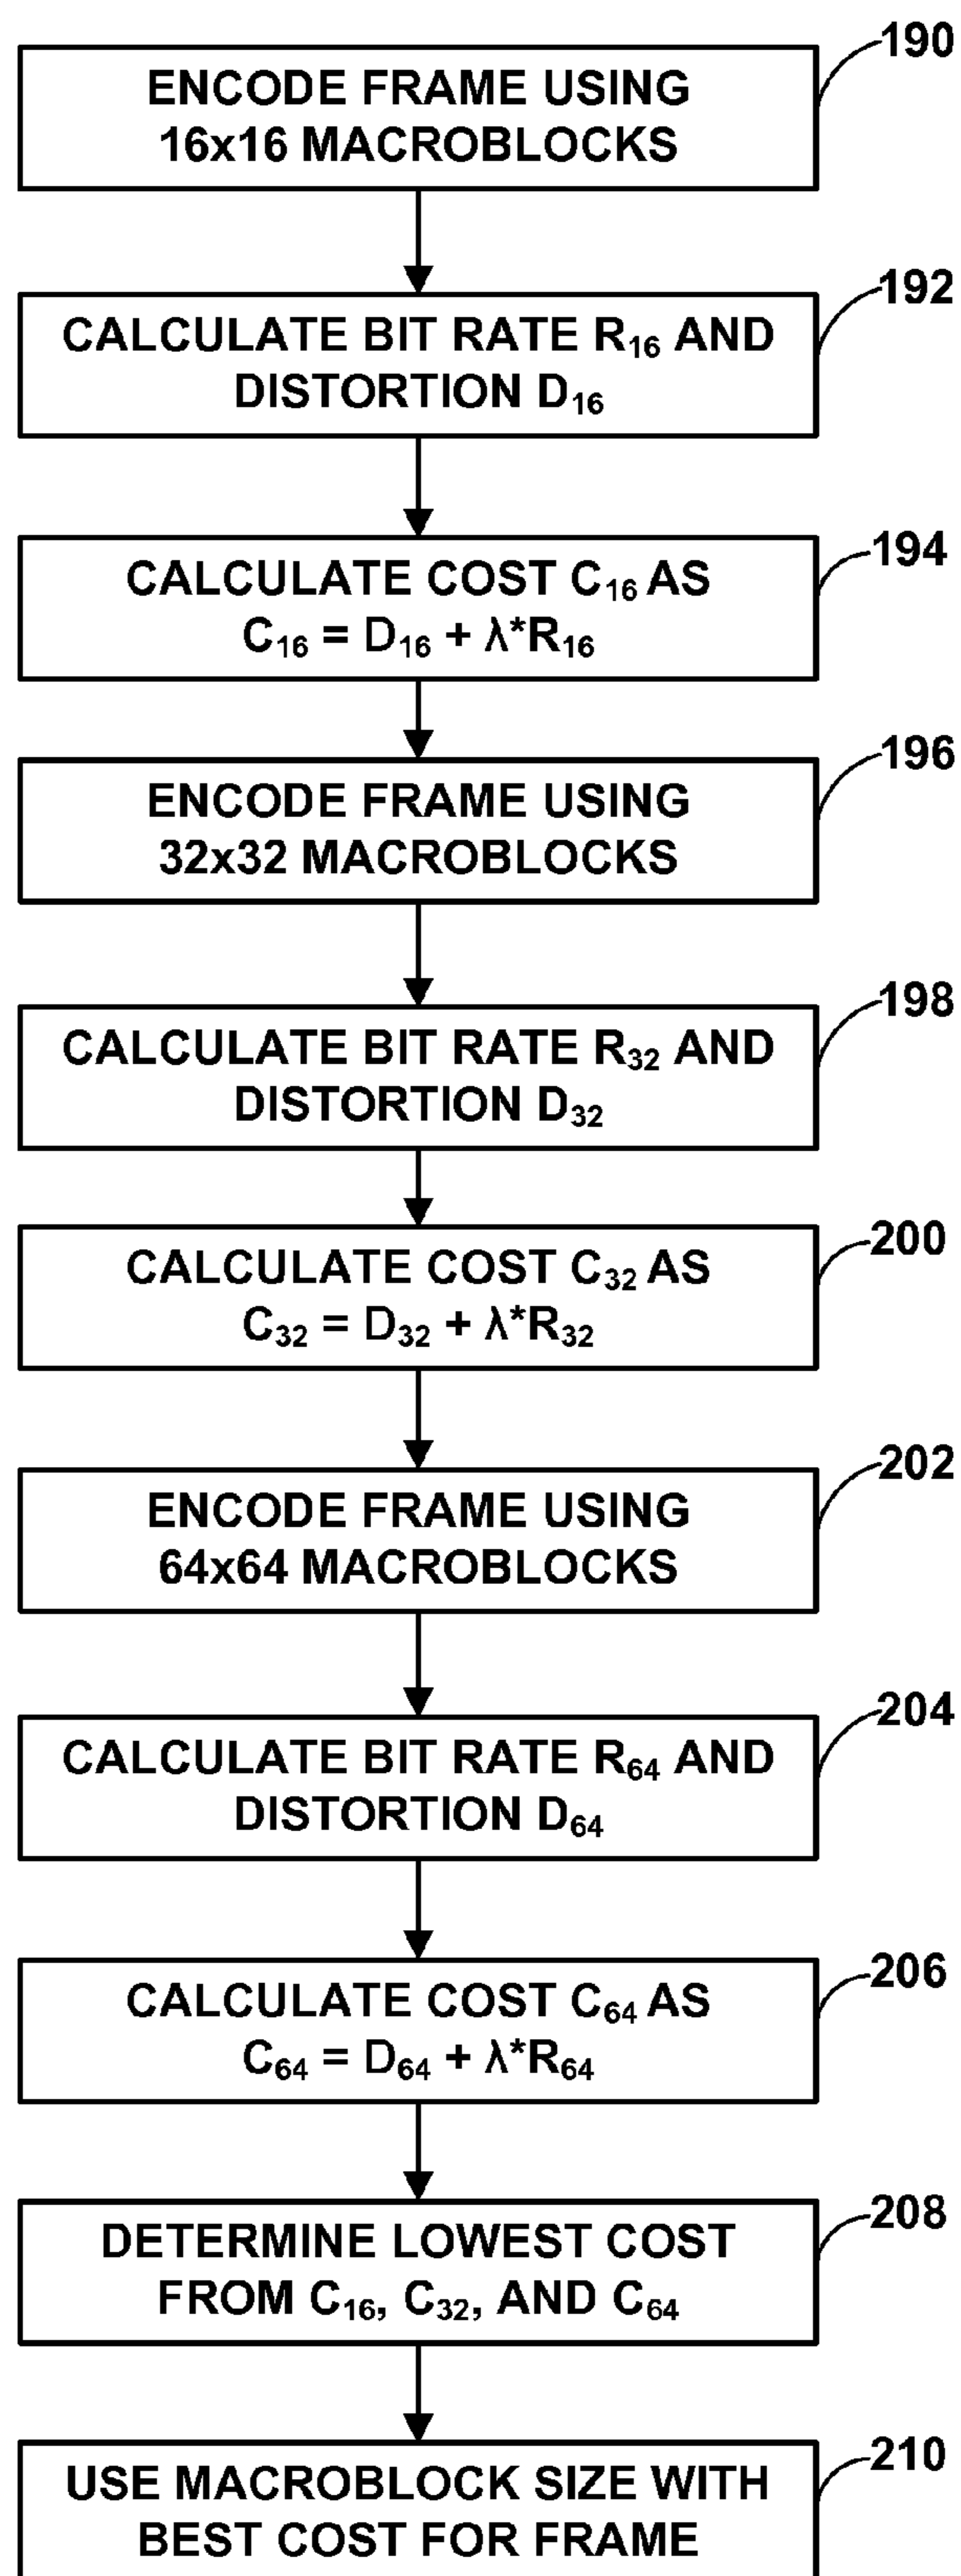 190
ENCODE FRAME USING
16x16 MACROBLOCKS
192
CALCULATE BIT RATE R₁₆ AND
DISTORTION D₁₆
194
CALCULATE COST C₁₆ AS
C₁₆ = D₁₆ + λ*R₁₆
196
ENCODE FRAME USING
32x32 MACROBLOCKS
198
CALCULATE BIT RATE R₃₂ AND
DISTORTION D₃₂
200
CALCULATE COST C₃₂ AS
C₃₂ = D₃₂ + λ*R₃₂
202
ENCODE FRAME USING
64x64 MACROBLOCKS
204
CALCULATE BIT RATE R₆₄ AND
DISTORTION D₆₄
206
CALCULATE COST C₆₄ AS
C₆₄ = D₆₄ + λ*R₆₄
208
DETERMINE LOWEST COST
FROM C₁₆, C₃₂, AND C₆₄
210
USE MACROBLOCK SIZE WITH
BEST COST FOR FRAME